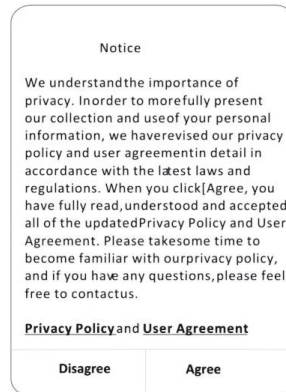 Notice
We understandthe importance of
privacy. Inorder to morefully present
our collection and useof your personal
information, we haverevised our privacy
policy and user agreementin detail in
accordance with the latest laws and
regulations. When you click[Agree, you
have fully read,understood and accepted
all of the updatedPrivacy Policy and User
Agreement. Please takesome time to
become familiar with ourprivacy policy,
and if you have any questions,please feel
free to contactus.
Privacy Policy and User Agreement
Disagree Agree